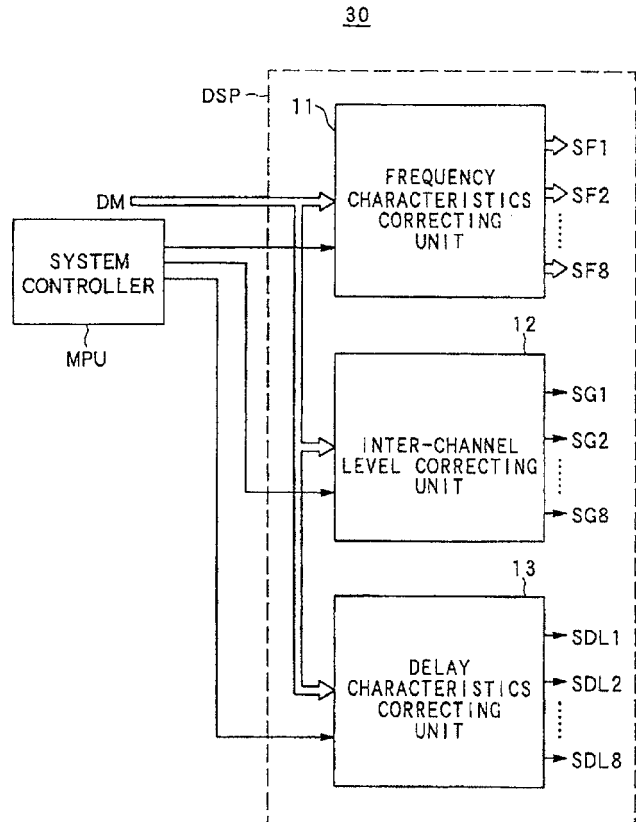 30
DSP
11
FREQUENCY
CHARACTERISTICS
CORRECTING
UNIT
SF1
SF2
SF8
DM
SYSTEM
CONTROLLER
MPU
12
INTER-CHANNEL
LEVEL CORRECTING
UNIT
SG1
SG2
SG8
13
DELAY
CHARACTERISTICS
CORRECTING
UNIT
SDL1
SDL2
SDL8